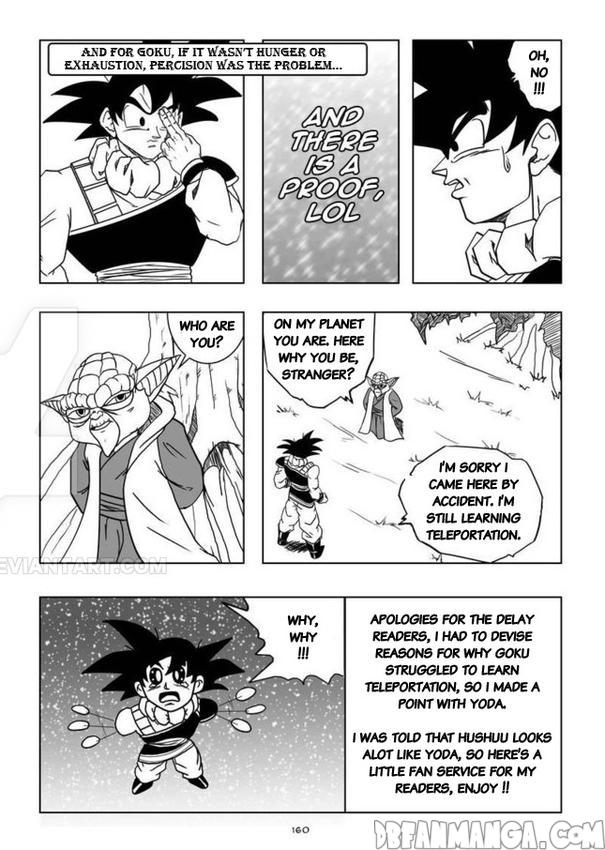 AND FOR GOKU, IF IT WASN'T HUNGER OR
EXHAUSTION, PERCISION WAS THE PROBLEM...
AND
THERE
IS A
PROOF,
LOL
OH,
NO
!!!
WHO ARE
YOU?
ON MY PLANET
YOU ARE. HERE
WHY YOU BE,
STRANGER?
I'M SORRY I
CAME HERE BY
ACCIDENT. I'M
STILL LEARNING
TELEPORTATION.
EVIANTART.COM
WHY,
WHY
!!!
APOLOGIES FOR THE DELAY
READERS, I HAD TO DEVISE
REASONS FOR WHY GOKU
STRUGGLED TO LEARN
TELEPORTATION, SO I MADE A
POINT WITH YODA.
I WAS TOLD THAT HUSHUU LOOKS
ALOT LIKE YODA, SO HERE'S A
LITTLE FAN SERVICE FOR MY
READERS, ENJOY !!
160
DBFANMANGA.COM